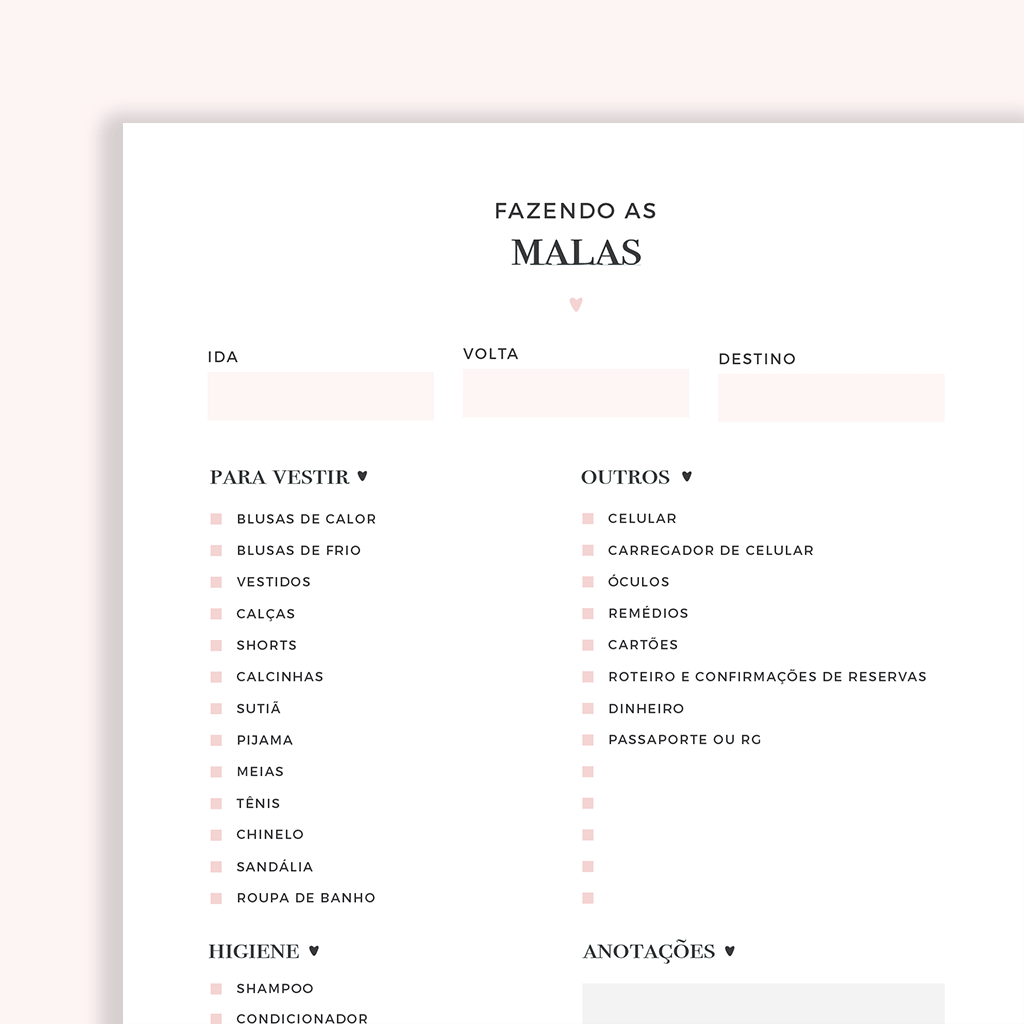 FAZENDO AS
MALAS
IDA
VOLTA
DESTINO
PARA VESTIR
BLUSAS DE CALOR
BLUSAS DE FRIO
VESTIDOS
CALÇAS
SHORTS
CALCINHAS
SUTIÃ
PIJAMA
MEIAS
TÊNIS
CHINELO
SANDÁLIA
ROUPA DE BANHO
OUTROS
CELULAR
CARREGADOR DE CELULAR
ÓCULOS
REMÉDIOS
CARTÕES
ROTEIRO E CONFIRMAÇÕES DE RESERVAS
DINHEIRO
PASSAPORTE OU RG
HIGIENE
SHAMPOO
CONDICIONADOR
ANOTAÇÕES